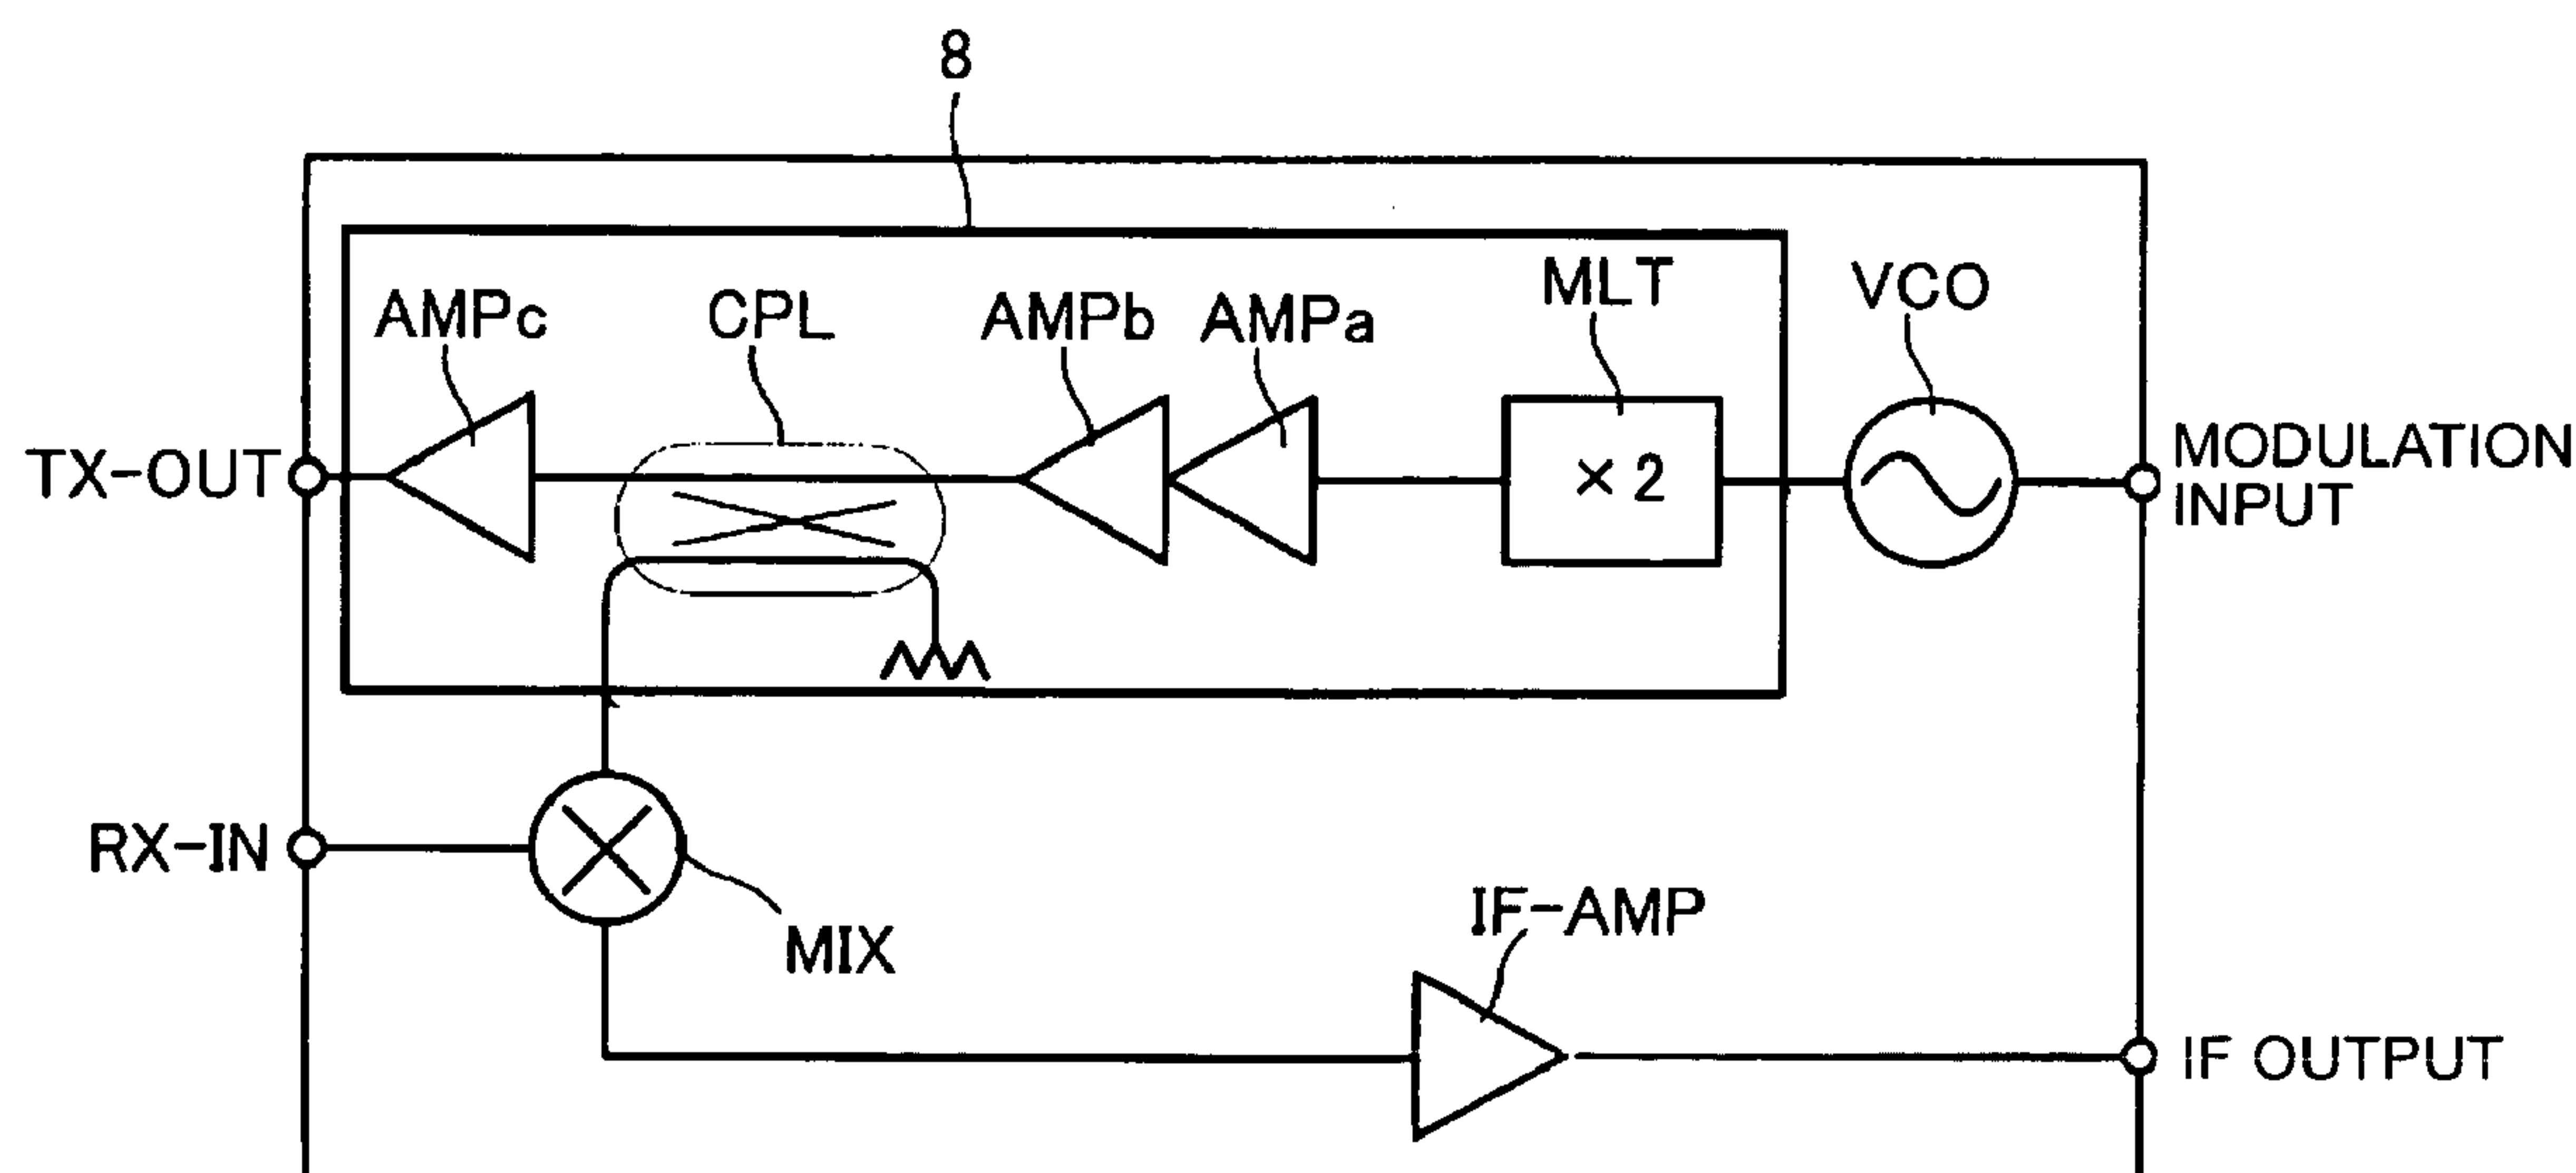 8
MLT
VCO
AMPc
CPL
AMPb
AMPa
TX-OUT
×2
MODULATION
INPUT
RX-IN
MIX
IF-AMP
IF OUTPUT